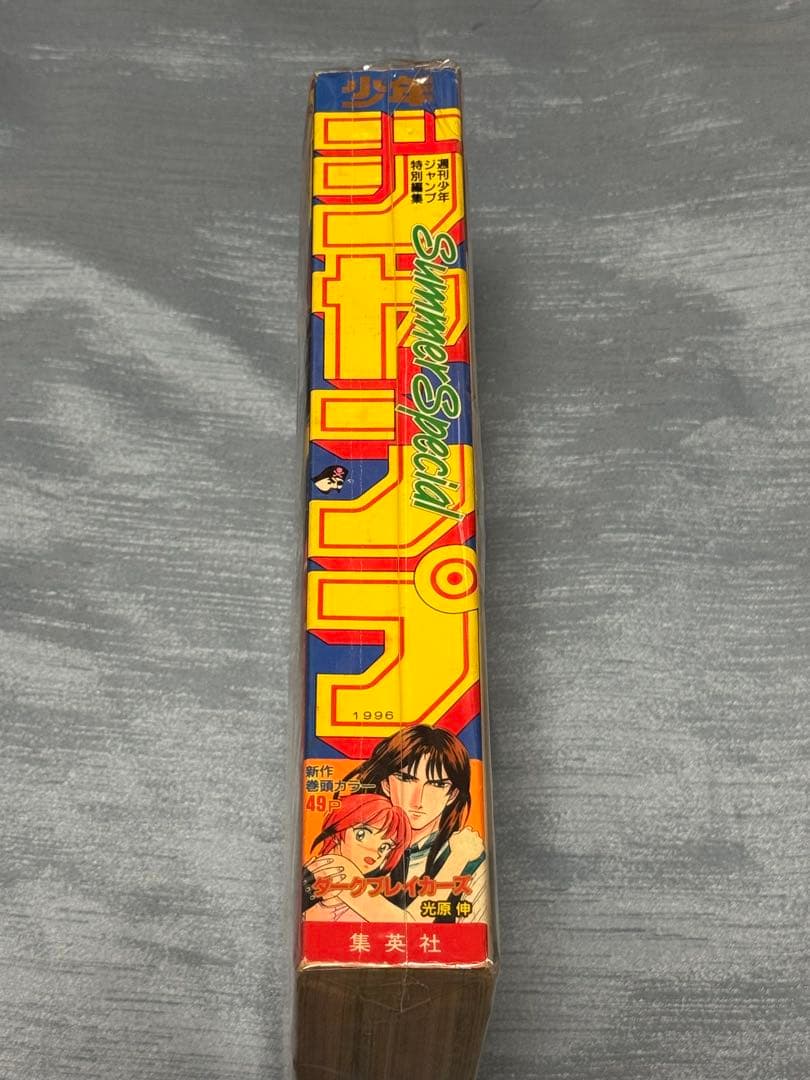 少年
ジャンプ
週刊少年
ジャンプ
特別編集
Summer Special
1996
新作
巻頭カラー
49P
ダークブレイカーズ
光原 伸
集英社